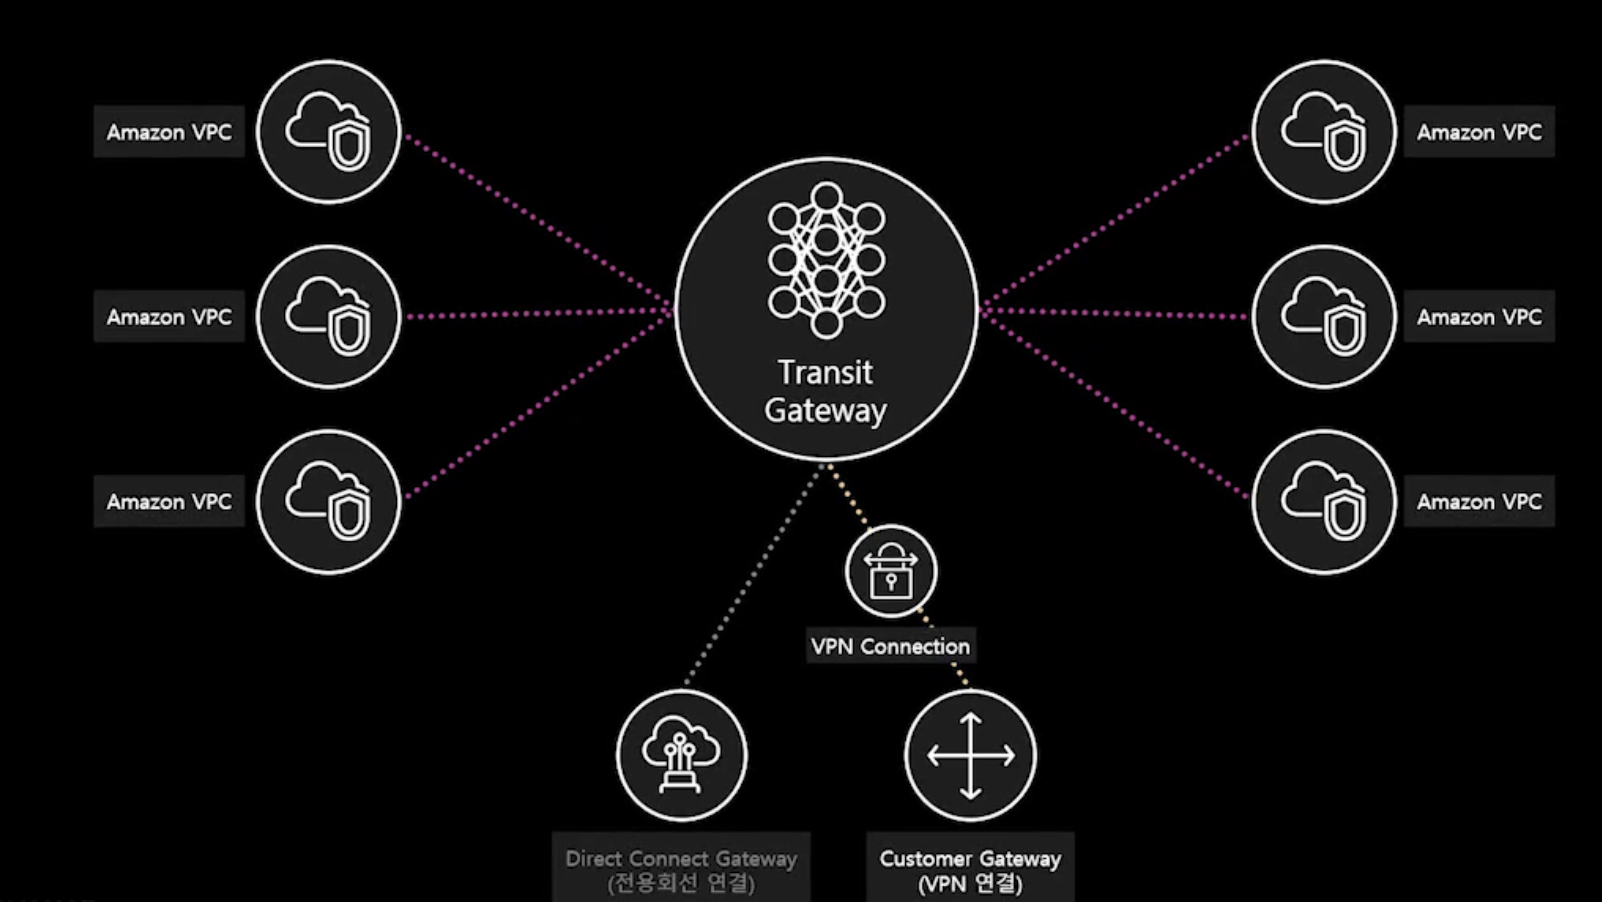 Amazon VPC
Amazon VPC
Amazon VPC
Transit
Gateway
Amazon VPC
Amazon VPC
Amazon VPC
VPN Connection
Direct Connect Gateway
(전용회선 연결)
Customer Gateway
(VPN 연결)